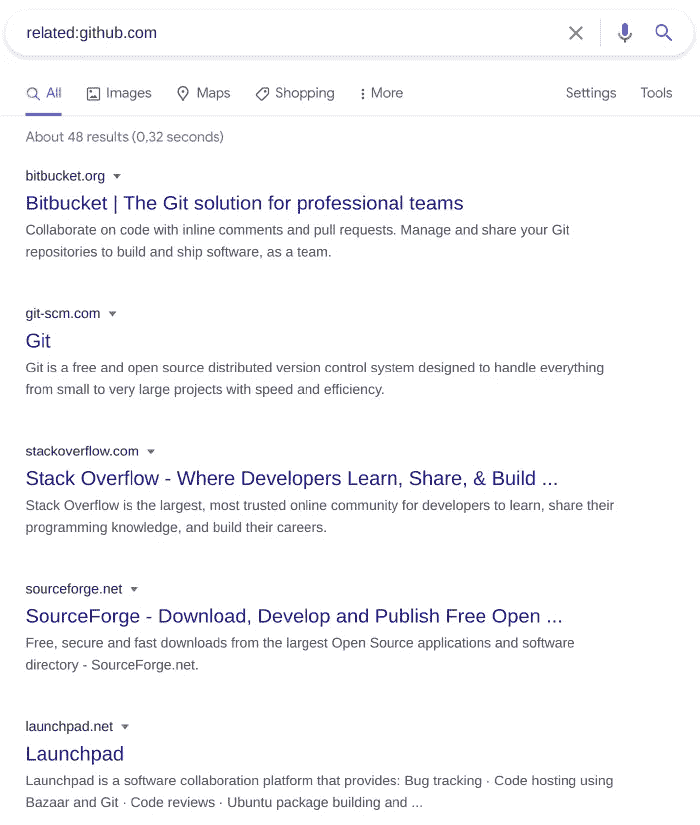 related:github.com
All Images Maps Shopping More Settings Tools
About 48 results (0,32 seconds)
bitbucket.org
Bitbucket | The Git solution for professional teams
Collaborate on code with inline comments and pull requests. Manage and share your Git
repositories to build and ship software, as a team.
git-scm.com
Git
Git is a free and open source distributed version control system designed to handle everything
from small to very large projects with speed and efficiency.
stackoverflow.com
Stack Overflow - Where Developers Learn, Share, & Build ...
Stack Overflow is the largest, most trusted online community for developers to learn, share their
programming knowledge, and build their careers.
sourceforge.net
SourceForge - Download, Develop and Publish Free Open ...
Free, secure and fast downloads from the largest Open Source applications and software
directory - SourceForge.net.
launchpad.net
Launchpad
Launchpad is a software collaboration platform that provides: Bug tracking · Code hosting using
Bazaar and Git · Code reviews · Ubuntu package building and ...